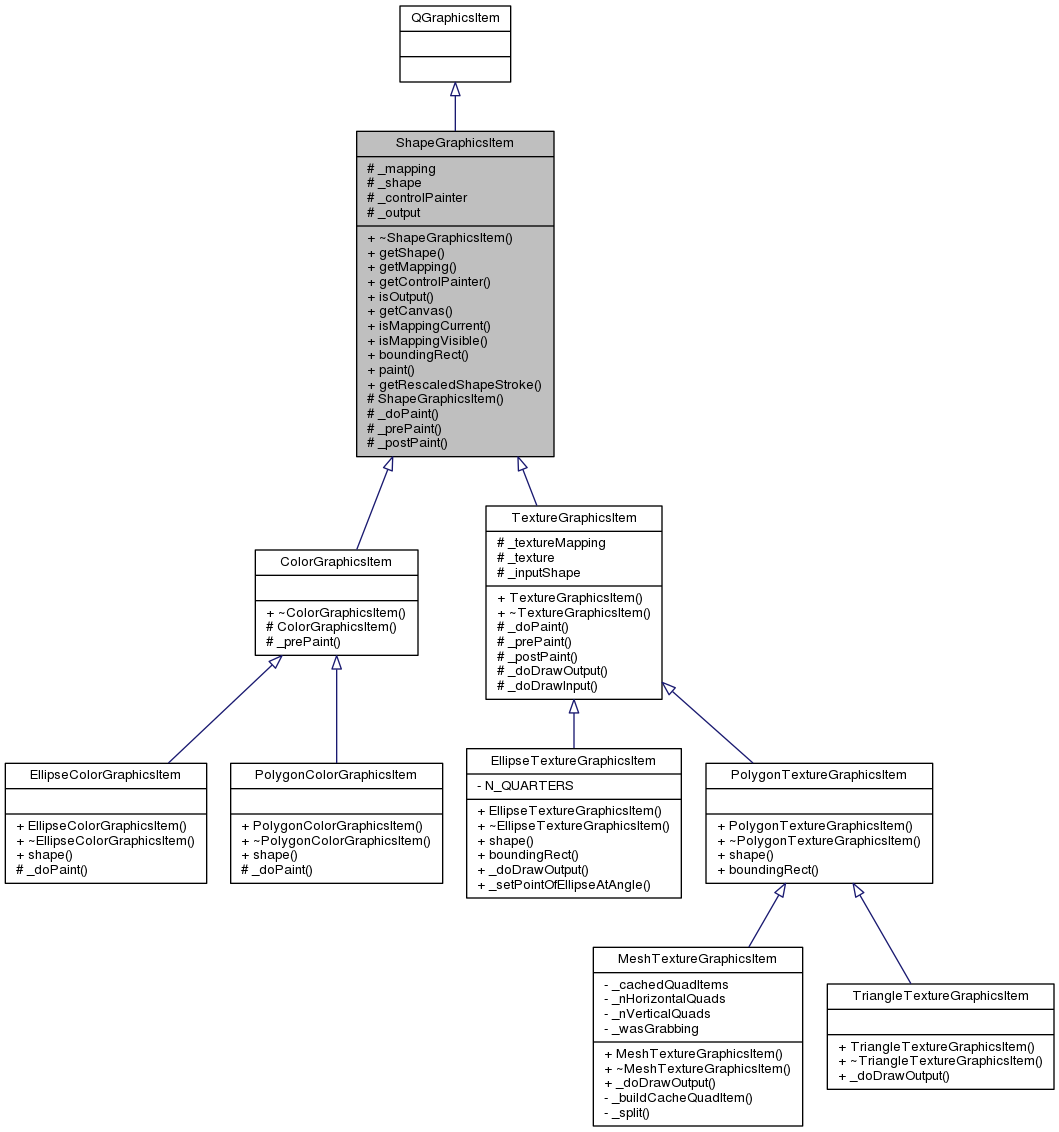 QGraphicsItem
ShapeGraphicsItem
# _mapping
# _shape
# _controlPainter
# _output
+ ~ShapeGraphicsItem()
+ getShape()
+ getMapping()
+ getControlPainter()
+ isOutput()
+ getCanvas()
+ isMappingCurrent()
+ isMappingVisible()
+ boundingRect()
+ paint()
+ getRescaledShapeStroke()
# ShapeGraphicsItem()
# _doPaint()
# _prePaint()
# _postPaint()
ColorGraphicsItem
+ ~ColorGraphicsItem()
# ColorGraphicsItem()
# _prePaint()
TextureGraphicsItem
# _textureMapping
# _texture
# _inputShape
+ TextureGraphicsItem()
+ ~TextureGraphicsItem()
# _doPaint()
# _prePaint()
# _postPaint()
# _doDrawOutput()
# _doDrawInput()
EllipseColorGraphicsItem
+ EllipseColorGraphicsItem()
+ ~EllipseColorGraphicsItem()
+ shape()
# _doPaint()
PolygonColorGraphicsItem
+ PolygonColorGraphicsItem()
+ ~PolygonColorGraphicsItem()
+ shape()
# _doPaint()
EllipseTextureGraphicsItem
- N_QUARTERS
+ EllipseTextureGraphicsItem()
+ ~EllipseTextureGraphicsItem()
+ shape()
+ boundingRect()
+ _doDrawOutput()
+ _setPointOfEllipseAtAngle()
PolygonTextureGraphicsItem
+ PolygonTextureGraphicsItem()
+ ~PolygonTextureGraphicsItem()
+ shape()
+ boundingRect()
MeshTextureGraphicsItem
- _cachedQuadItems
- _nHorizontalQuads
- _nVerticalQuads
- _wasGrabbing
+ MeshTextureGraphicsItem()
+ ~MeshTextureGraphicsItem()
+ _doDrawOutput()
- _buildCacheQuadItem()
- _split()
TriangleTextureGraphicsItem
+ TriangleTextureGraphicsItem()
+ ~TriangleTextureGraphicsItem()
+ _doDrawOutput()